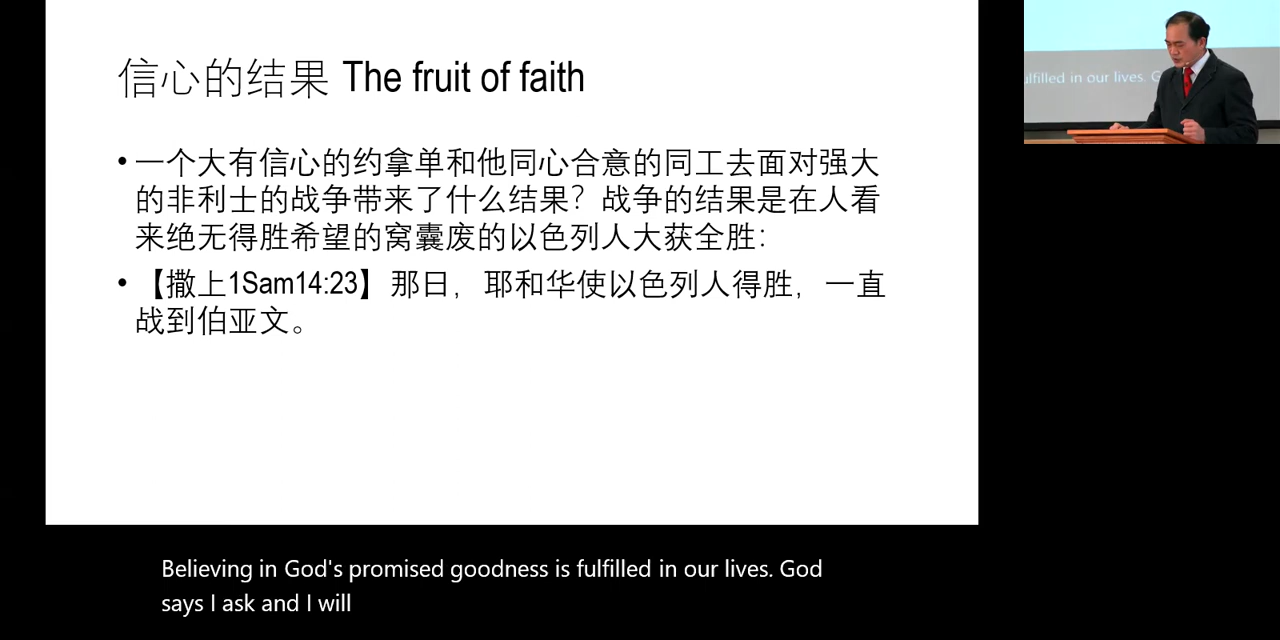 信心的结果 The fruit of faith
• 一个大有信心的约拿单和他同心合意的同工去面对强大
的非利士的战争带来了什么结果？战争的结果是在人看
来绝无得胜希望的窝囊废的以色列人大获全胜：
• 【撒上1Sam14:23】那日，耶和华使以色列人得胜，一直
战到伯亚文。
ulfilled in our lives. G
Believing in God's promised goodness is fulfilled in our lives. God
says I ask and I will